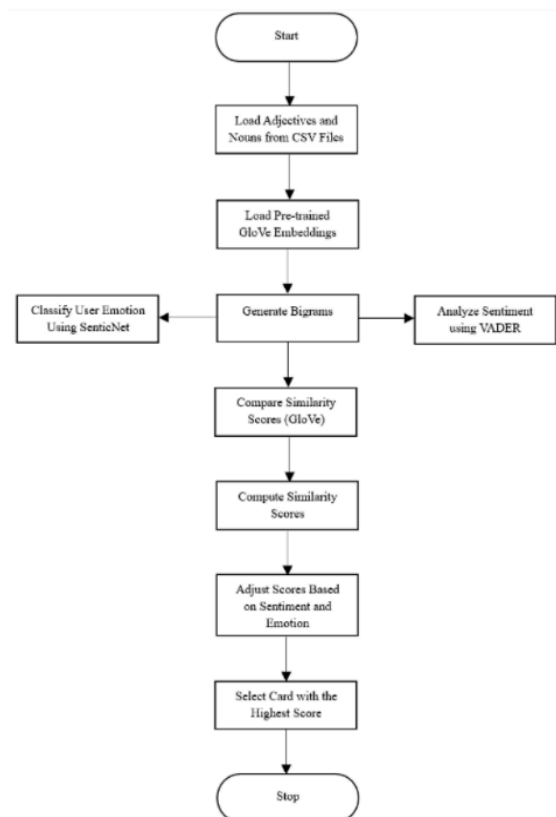 Start
Load Adjectives and
Nouns from CSV Files
Load Pre-trained
GloVe Embeddings
Classify User Emotion
Using SenticNet
Generate Bigrams
Analyze Sentiment
using VADER
Compare Similarity
Scores (GloVe)
Compute Similarity
Scores
Adjust Scores Based
on Sentiment and
Emotion
Select Card with the
Highest Score
Stop